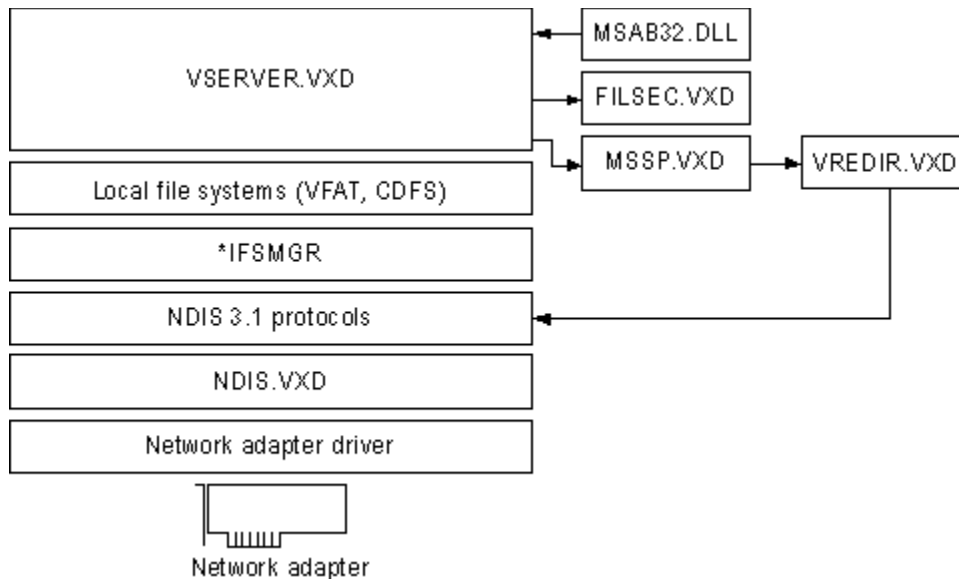 MSAB32.DLL
VSERVER.VXD
FILSEC.VXD
MSSP.VXD
VREDIR.VXD
Local file systems (VFAT, CDFS)
*IFSMGR
NDIS 3.1 protocols
NDIS.VXD
Network adapter driver
Network adapter